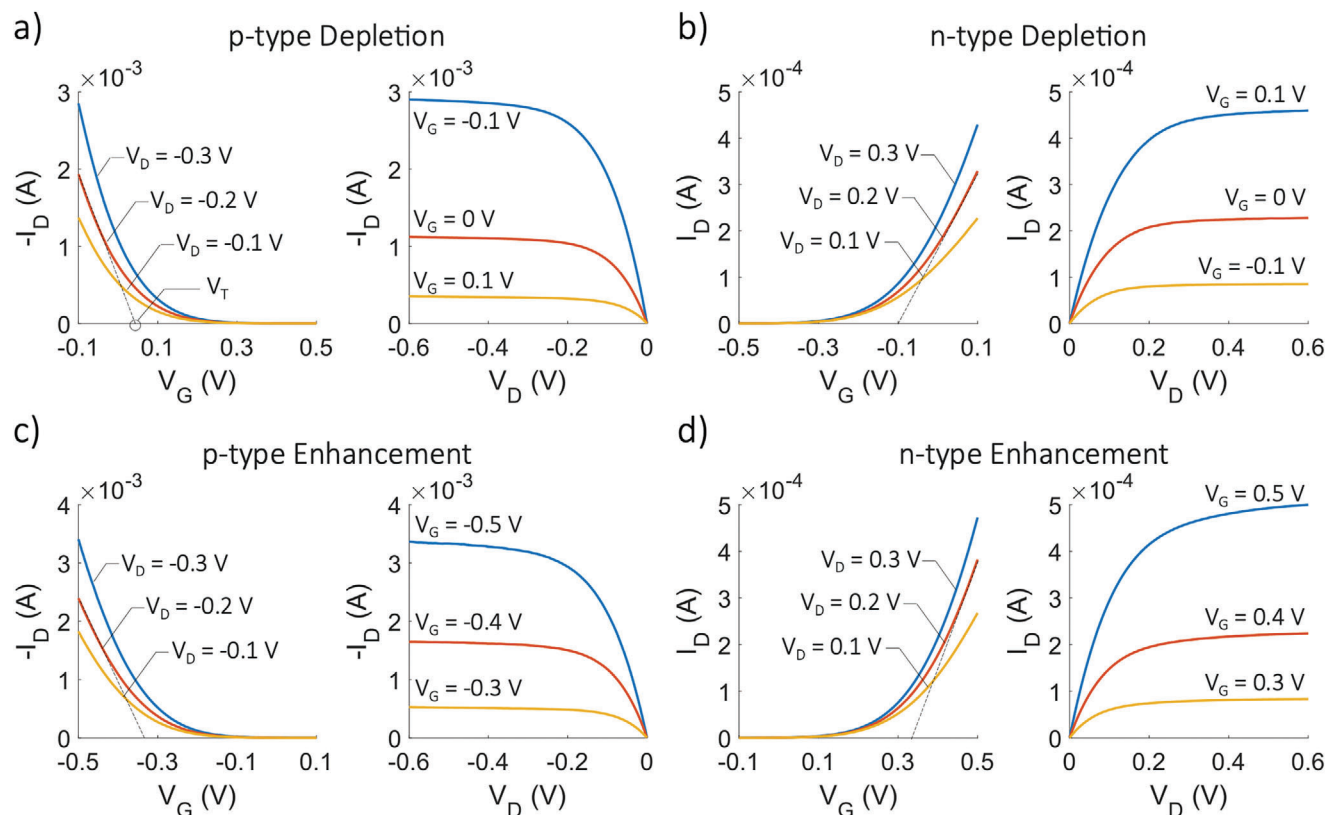 a)
p-type Depletion
×10⁻³
3
2
1
0
-I_D (A)
V_D = -0.3 V
V_D = -0.2 V
V_D = -0.1 V
V_T
-0.1 0.1 0.3 0.5
V_G (V)
×10⁻³
3
2
1
0
-I_D (A)
V_G = -0.1 V
V_G = 0 V
V_G = 0.1 V
-0.6 -0.4 -0.2 0
V_D (V)
b)
n-type Depletion
×10⁻⁴
5
4
3
2
1
0
I_D (A)
V_D = 0.3 V
V_D = 0.2 V
V_D = 0.1 V
-0.5 -0.3 -0.1 0.1
V_G (V)
×10⁻⁴
5
4
3
2
1
0
I_D (A)
V_G = 0.1 V
V_G = 0 V
V_G = -0.1 V
0 0.2 0.4 0.6
V_D (V)
c)
p-type Enhancement
×10⁻³
4
3
2
1
0
-I_D (A)
V_D = -0.3 V
V_D = -0.2 V
V_D = -0.1 V
-0.5 -0.3 -0.1 0.1
V_G (V)
×10⁻³
4
3
2
1
0
-I_D (A)
V_G = -0.5 V
V_G = -0.4 V
V_G = -0.3 V
-0.6 -0.4 -0.2 0
V_D (V)
d)
n-type Enhancement
×10⁻⁴
5
4
3
2
1
0
I_D (A)
V_D = 0.3 V
V_D = 0.2 V
V_D = 0.1 V
-0.1 0.1 0.3 0.5
V_G (V)
×10⁻⁴
5
4
3
2
1
0
I_D (A)
V_G = 0.5 V
V_G = 0.4 V
V_G = 0.3 V
0 0.2 0.4 0.6
V_D (V)